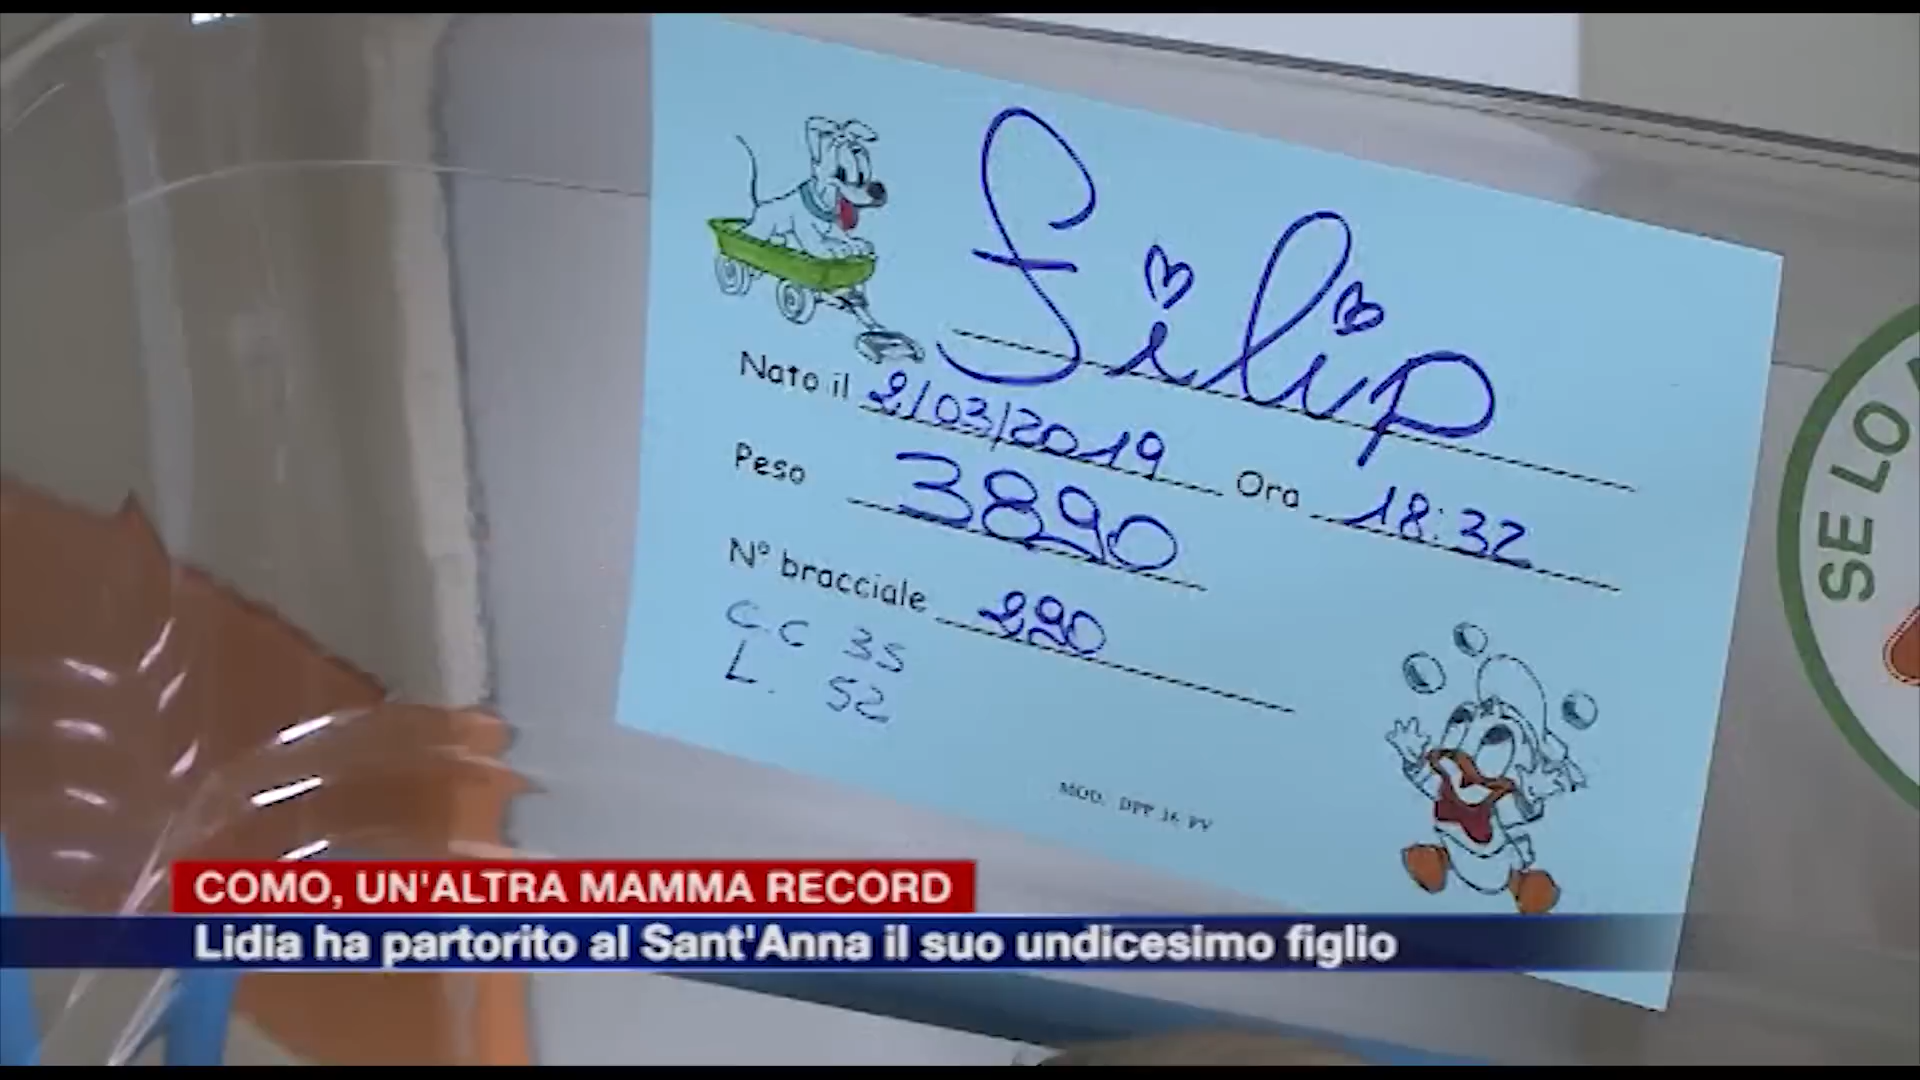 Filip
Nato il 2/03/2019 Ora 18:32
Peso 3890
N° bracciale 220
C.C 35
L. 52
MOD. DPP 16 PV
SE LO
COMO, UN'ALTRA MAMMA RECORD
Lidia ha partorito al Sant'Anna il suo undicesimo figlio